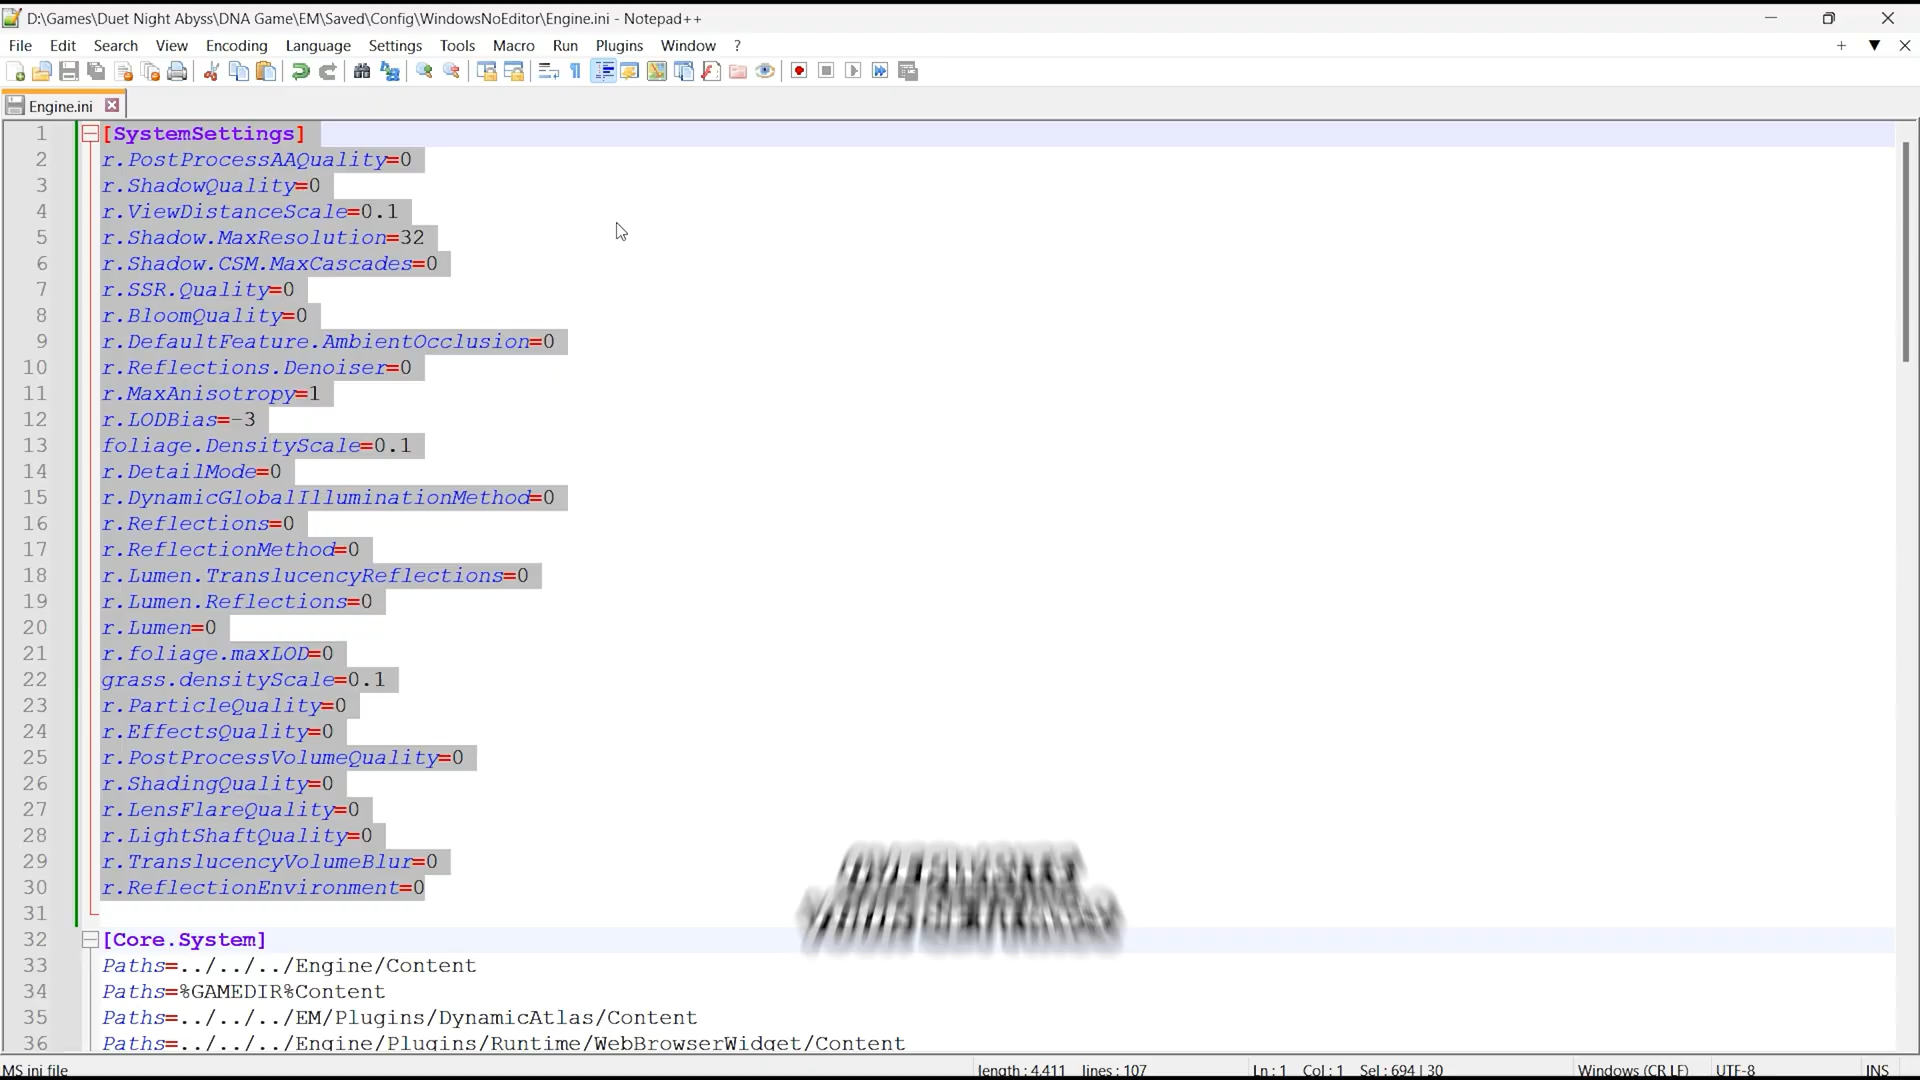 D:\Games\Duet Night Abyss\DNA Game\EM\Saved\Config\WindowsNoEditor\Engine.ini - Notepad++
File Edit Search View Encoding Language Settings Tools Macro Run Plugins Window ?
Engine.ini
1 [SystemSettings]
2 r.PostProcessAAQuality=0
3 r.ShadowQuality=0
4 r.ViewDistanceScale=0.1
5 r.Shadow.MaxResolution=32
6 r.Shadow.CSM.MaxCascades=0
7 r.SSR.Quality=0
8 r.BloomQuality=0
9 r.DefaultFeature.AmbientOcclusion=0
10 r.Reflections.Denoiser=0
11 r.MaxAnisotropy=1
12 r.LODBias=-3
13 foliage.DensityScale=0.1
14 r.DetailMode=0
15 r.DynamicGlobalIlluminationMethod=0
16 r.Reflections=0
17 r.ReflectionMethod=0
18 r.Lumen.TranslucencyReflections=0
19 r.Lumen.Reflections=0
20 r.Lumen=0
21 r.foliage.maxLOD=0
22 grass.densityScale=0.1
23 r.ParticleQuality=0
24 r.EffectsQuality=0
25 r.PostProcessVolumeQuality=0
26 r.ShadingQuality=0
27 r.LensFlareQuality=0
28 r.LightShaftQuality=0
29 r.TranslucencyVolumeBlur=0
30 r.ReflectionEnvironment=0
31
32 [Core.System]
33 Paths=../../../Engine/Content
34 Paths=%GAMEDIR%Content
35 Paths=../../../EM/Plugins/DynamicAtlas/Content
36 Paths=../../../Engine/Plugins/Runtime/WebBrowserWidget/Content
MS ini file length : 4.411 lines : 107 Ln : 1 Col : 1 Sel : 694 | 30 Windows (CR LF) UTF-8 INS